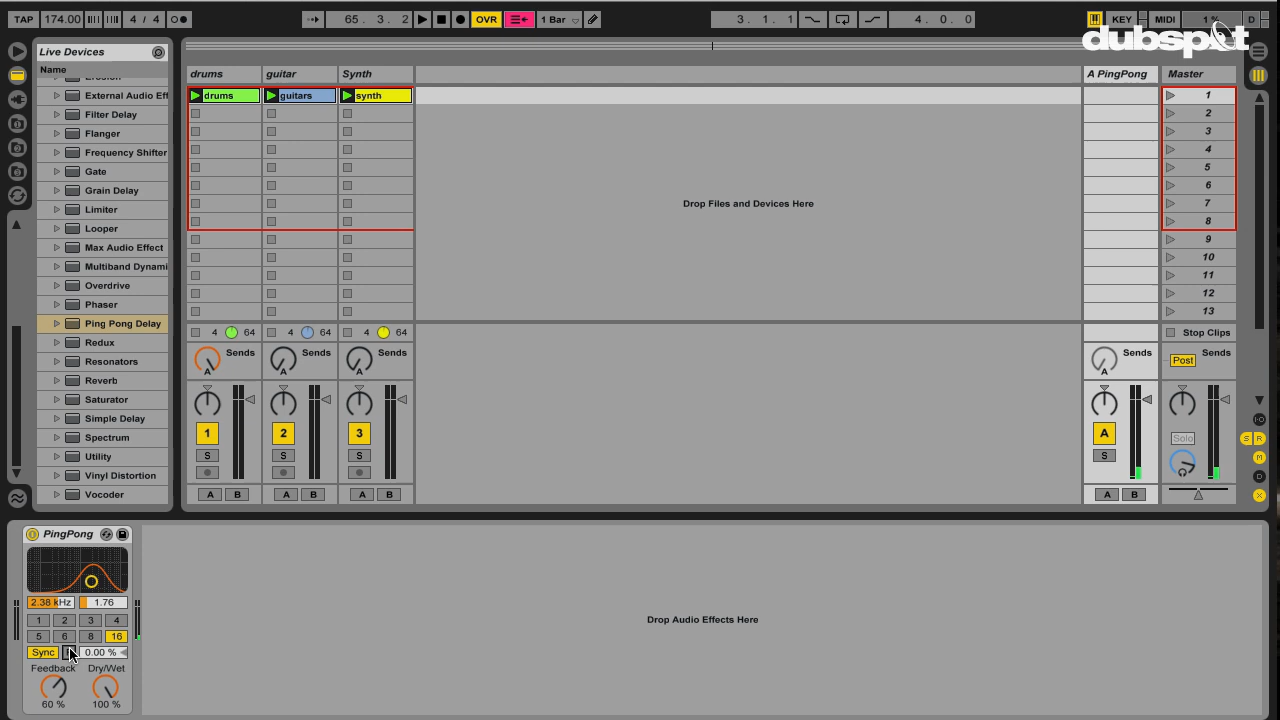 TAP 174.00 4 / 4 65. 3. 2 OVR 1 Bar 3. 1. 1 4. 0. 0 KEY MIDI 1 % D
dubspot
Live Devices
Name
Erosion
External Audio Eff
Filter Delay
Flanger
Frequency Shifter
Gate
Grain Delay
Limiter
Looper
Max Audio Effect
Multiband Dynami
Overdrive
Phaser
Ping Pong Delay
Redux
Resonators
Reverb
Saturator
Simple Delay
Spectrum
Utility
Vinyl Distortion
Vocoder
drums guitar Synth A PingPong Master
drums guitars synth 1
2
3
4
5
6
7
8
9
10
11
12
13
Drop Files and Devices Here
4 64 4 64 4 64 Stop Clips
Sends Sends Sends Sends Sends
A A A A Post
1 2 3 A Solo
S S S S
A B A B A B A B
I·O
S R
M
D
X
PingPong
2.38 kHz 1.76
1 2 3 4
5 6 8 16
Sync 0.00 %
Feedback Dry/Wet
60 % 100 %
Drop Audio Effects Here